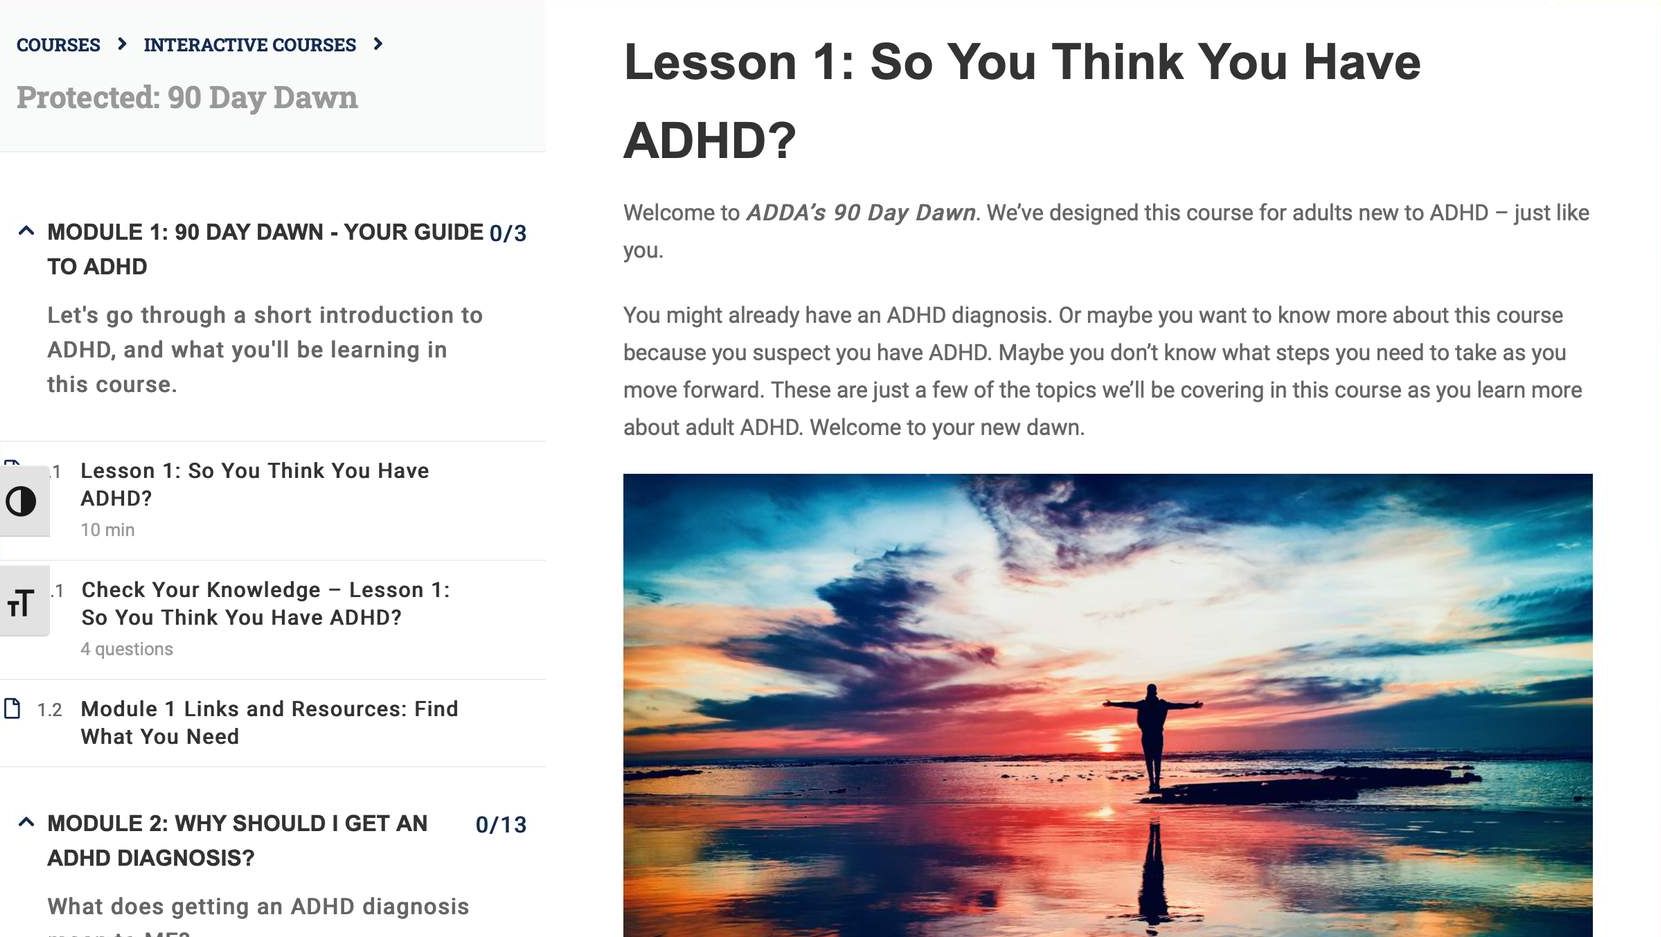 COURSES > INTERACTIVE COURSES >
Protected: 90 Day Dawn
MODULE 1: 90 DAY DAWN - YOUR GUIDE 0/3
TO ADHD
Let's go through a short introduction to
ADHD, and what you'll be learning in
this course.
.1 Lesson 1: So You Think You Have
ADHD?
10 min
.1 Check Your Knowledge – Lesson 1:
So You Think You Have ADHD?
4 questions
1.2 Module 1 Links and Resources: Find
What You Need
MODULE 2: WHY SHOULD I GET AN 0/13
ADHD DIAGNOSIS?
What does getting an ADHD diagnosis
Lesson 1: So You Think You Have
ADHD?
Welcome to ADDA’s 90 Day Dawn. We’ve designed this course for adults new to ADHD – just like
you.
You might already have an ADHD diagnosis. Or maybe you want to know more about this course
because you suspect you have ADHD. Maybe you don’t know what steps you need to take as you
move forward. These are just a few of the topics we’ll be covering in this course as you learn more
about adult ADHD. Welcome to your new dawn.